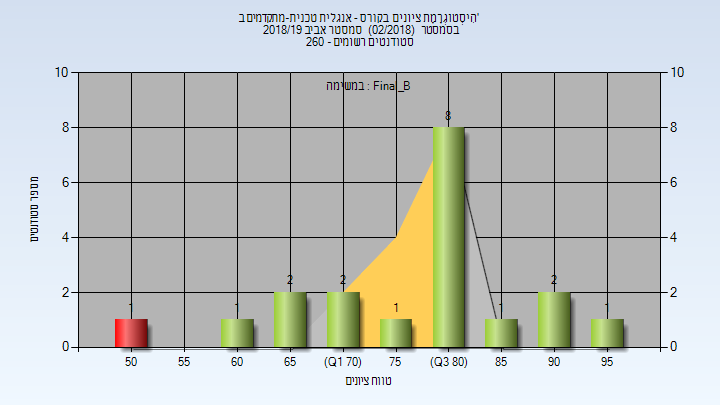 הִיסְטוֹגְרָמַת ציונים בקורס - אנגלית טכנית-מתקדמים ב'
בסמסטר (02/2018) סמסטר אביב 2018/19
סטודנטים רשומים - 260
במשימה : Final_B
מספר סטודנטים
10 10
8 8
6 6
4 4
2 2
0 0
1 1 2 2 1 8 1 2 1
50 55 60 65 (Q1 70) 75 (Q3 80) 85 90 95
טווח ציונים